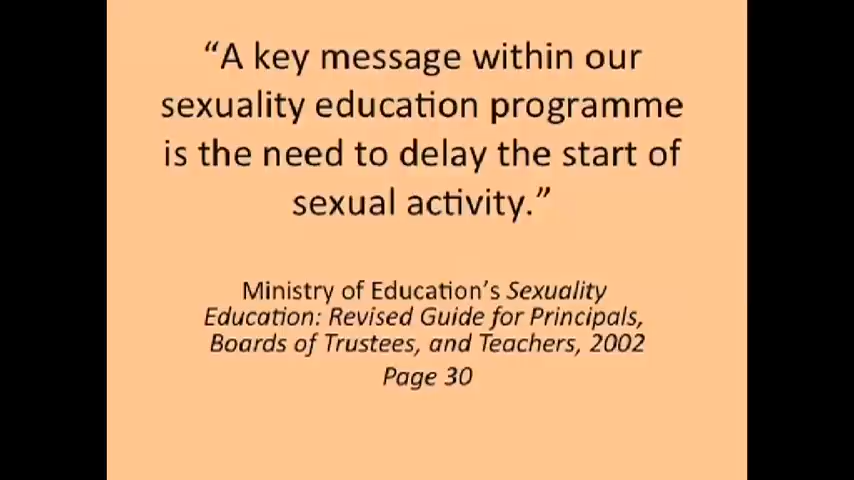 “A key message within our
sexuality education programme
is the need to delay the start of
sexual activity.”
Ministry of Education’s Sexuality
Education: Revised Guide for Principals,
Boards of Trustees, and Teachers, 2002
Page 30